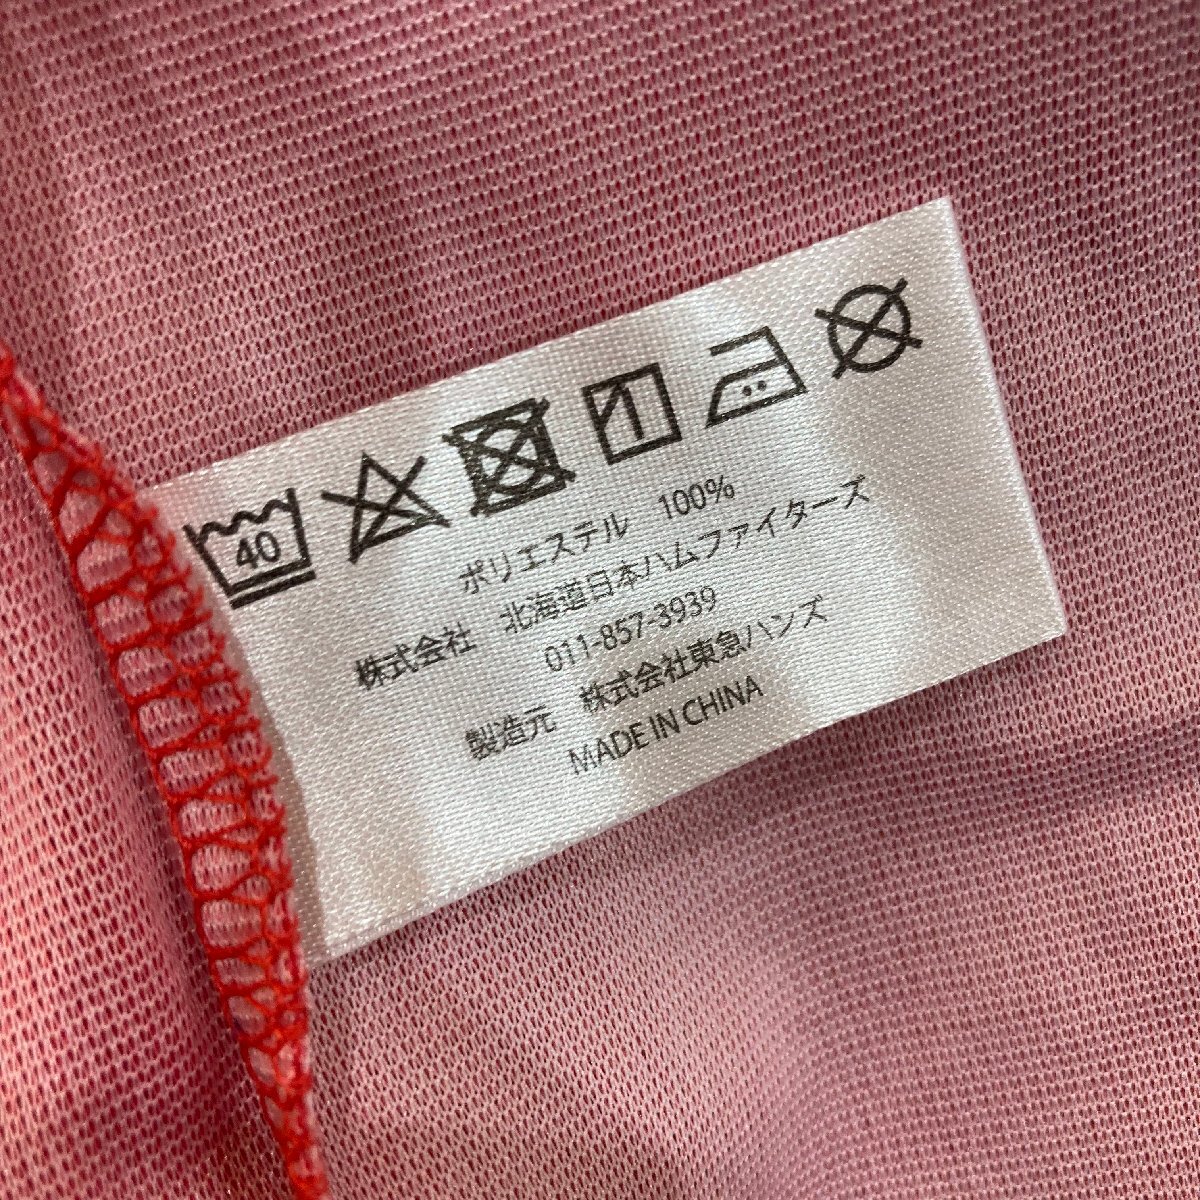 40
ポリエステル 100%
株式会社 北海道日本ハムファイターズ
011-857-3939
製造元 株式会社東急ハンズ
MADE IN CHINA